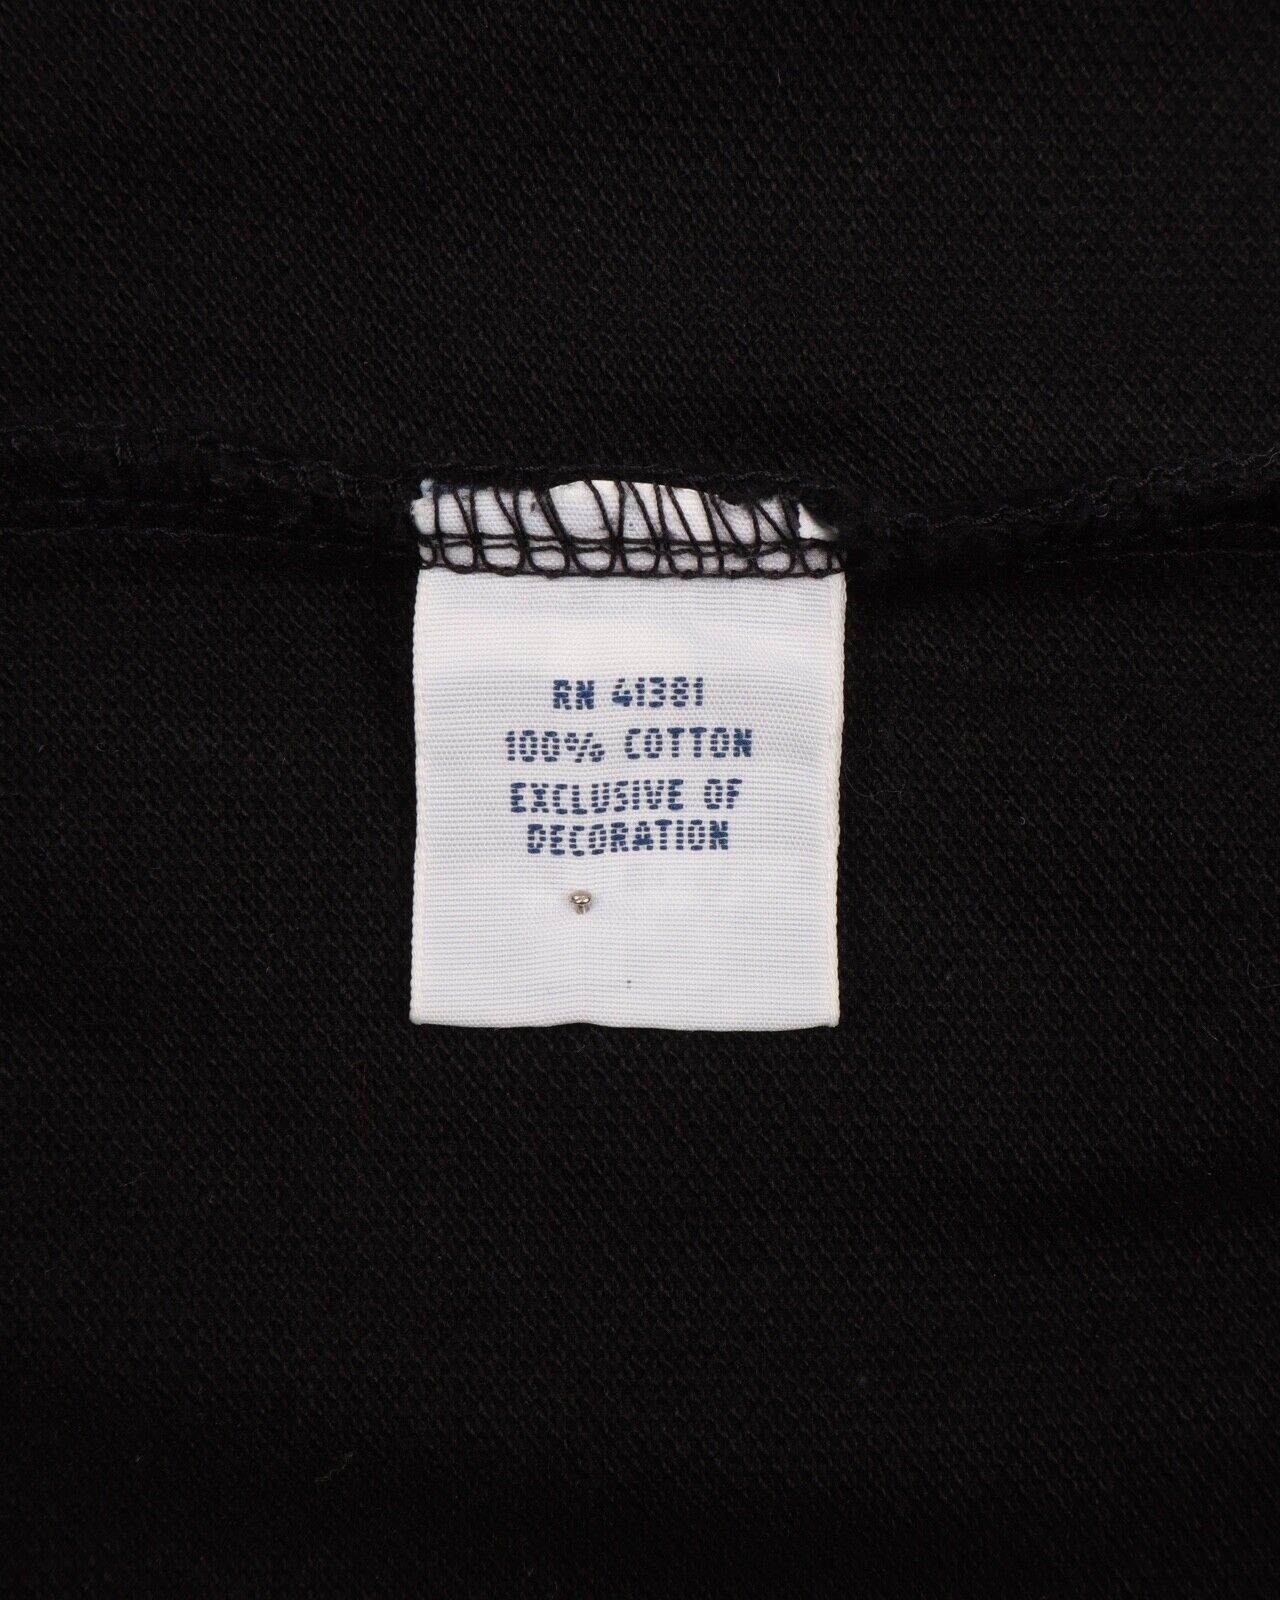 RN 41381
100% COTTON
EXCLUSIVE OF
DECORATION